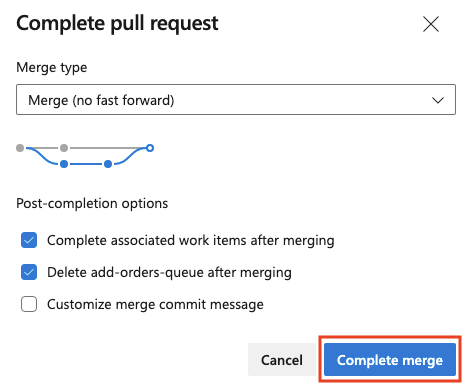 Complete pull request
Merge type
Merge (no fast forward)
Post-completion options
Complete associated work items after merging
Delete add-orders-queue after merging
Customize merge commit message
Cancel
Complete merge